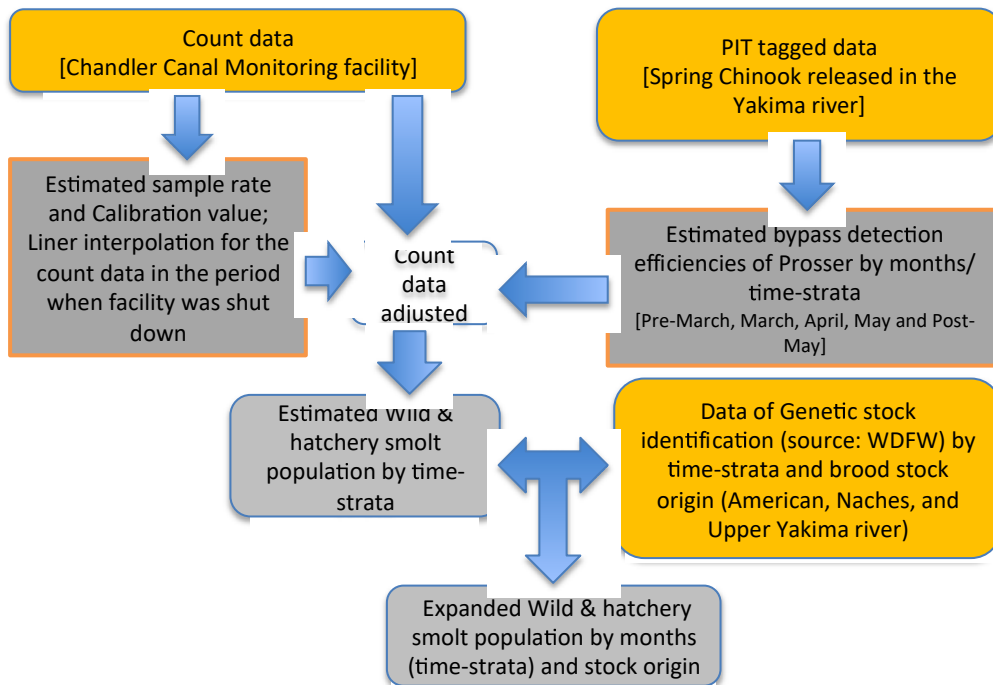 Count data
[Chandler Canal Monitoring facility]
PIT tagged data
[Spring Chinook released in the
Yakima river]
Estimated sample rate
and Calibration value;
Liner interpolation for the
count data in the period
when facility was shut
down
Count
data
adjusted
Estimated bypass detection
efficiencies of Prosser by months/
time-strata
[Pre-March, March, April, May and Post-
May]
Estimated Wild &
hatchery smolt
population by time-
strata
Data of Genetic stock
identification (source: WDFW) by
time-strata and brood stock
origin (American, Naches, and
Upper Yakima river)
Expanded Wild & hatchery
smolt population by months
(time-strata) and stock origin